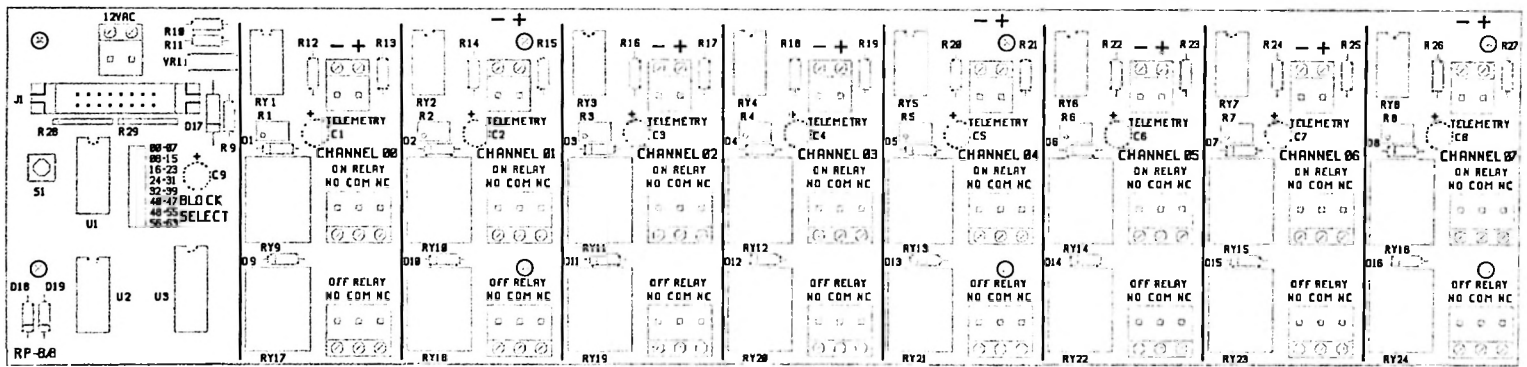 12VAC
R10
R11
VR11
J1
D17
R28 R29
R9
00-07
08-15
16-23
24-31
32-39
40-47
48-55
56-63
BLOCK
SELECT
C9
S1
U1
D18 D19
U2 U3
RP-8/8
R12 - + R13
RY1
R1
D1
+
TELEMETRY
C1
CHANNEL 00
ON RELAY
NO COM NC
RY9
D9
OFF RELAY
NO COM NC
RY17
- +
R14 R15
RY2
R2
D2
+
TELEMETRY
C2
CHANNEL 01
ON RELAY
NO COM NC
RY10
D10
OFF RELAY
NO COM NC
RY18
R16 - + R17
RY3
R3
D3
+
TELEMETRY
C3
CHANNEL 02
ON RELAY
NO COM NC
RY11
D11
OFF RELAY
NO COM NC
RY19
R18 - + R19
RY4
R4
D4
+
TELEMETRY
C4
CHANNEL 03
ON RELAY
NO COM NC
RY12
D12
OFF RELAY
NO COM NC
RY20
- +
R20 R21
RY5
R5
D5
+
TELEMETRY
C5
CHANNEL 04
ON RELAY
NO COM NC
RY13
D13
OFF RELAY
NO COM NC
RY21
R22 - + R23
RY6
R6
D6
+
TELEMETRY
C6
CHANNEL 05
ON RELAY
NO COM NC
RY14
D14
OFF RELAY
NO COM NC
RY22
R24 - + R25
RY7
R7
D7
+
TELEMETRY
C7
CHANNEL 06
ON RELAY
NO COM NC
RY15
D15
OFF RELAY
NO COM NC
RY23
- +
R26 R27
RY8
R8
D8
+
TELEMETRY
C8
CHANNEL 07
ON RELAY
NO COM NC
RY16
D16
OFF RELAY
NO COM NC
RY24